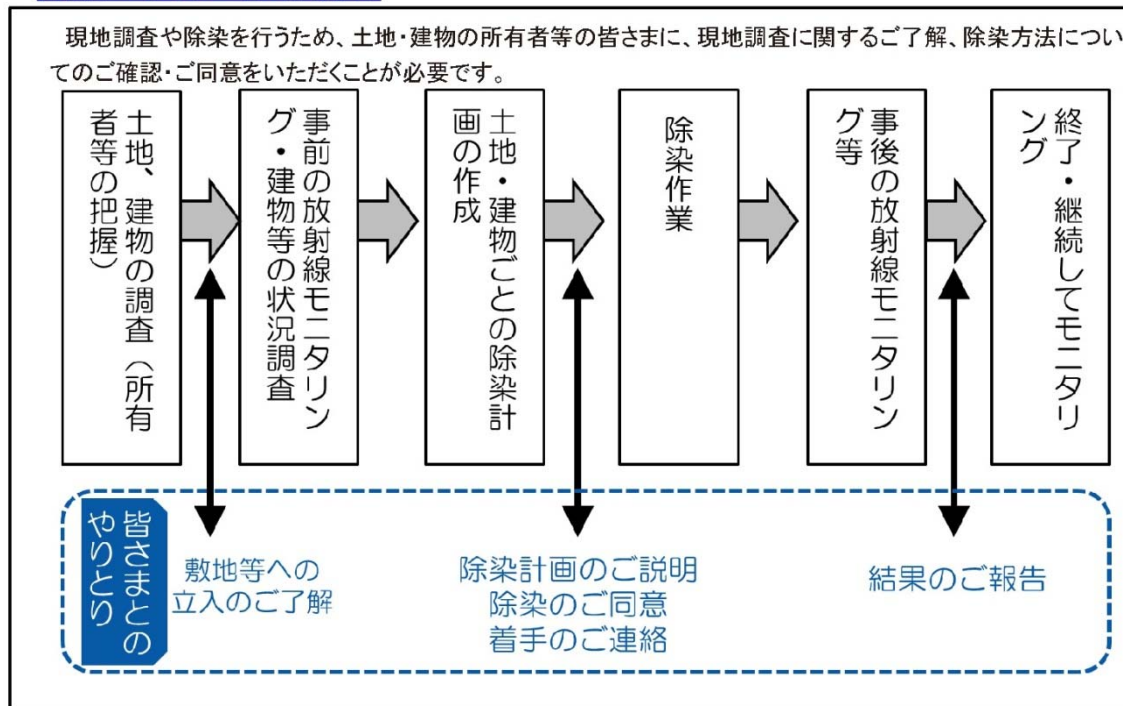 現地調査や除染を行うため、土地・建物の所有者等の皆さまに、現地調査に関するご了解、除染方法につい
てのご確認・ご同意をいただくことが必要です。
土地、建物の調査（所有
者等の把握）
事前の放射線モニタリン
グ・建物等の状況調査
土地・建物ごとの除染計
画の作成
除染作業
事後の放射線モニタリン
グ等
終了・継続してモニタリ
ング
皆さまとの
やりとり
敷地等への
立入のご了解
除染計画のご説明
除染のご同意
着手のご連絡
結果のご報告